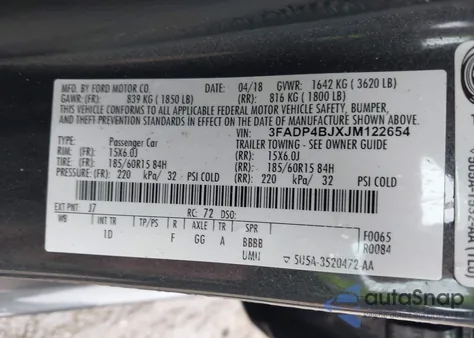 MFD. BY FORD MOTOR CO. 04/18 GVWR: 1642 KG ( 3620 LB)
GAWR:(FR): 839 KG ( 1850 LB) (RR): 816 KG ( 1800 LB)
THIS VEHICLE CONFORMS TO ALL APPLICABLE FEDERAL MOTOR VEHICLE SAFETY, BUMPER,
AND THEFT PREVENTION STANDARDS IN EFFECT ON THE DATE OF MANUFACTURE SHOWN ABOVE.
VIN: 3FADP4BJXJM122654
TYPE: Passenger Car TRAILER TOWING - SEE OWNER GUIDE
RIM:(FR): 15X6.0J (RR): 15X6.0J
TIRE:(FR): 185/60R15 84H (RR): 185/60R15 84H
PRESSURE:(FR): 220 kPa/ 32 PSI COLD (RR): 220 kPa/ 32 PSI COLD
EXT PNT: J7 RC: 72 DSO: F0065
WB INT TR TP/PS R AXLE TR SPR R0084
1D F GG A BBBB
UMH 5U5A-3520472-AA
autoSnap